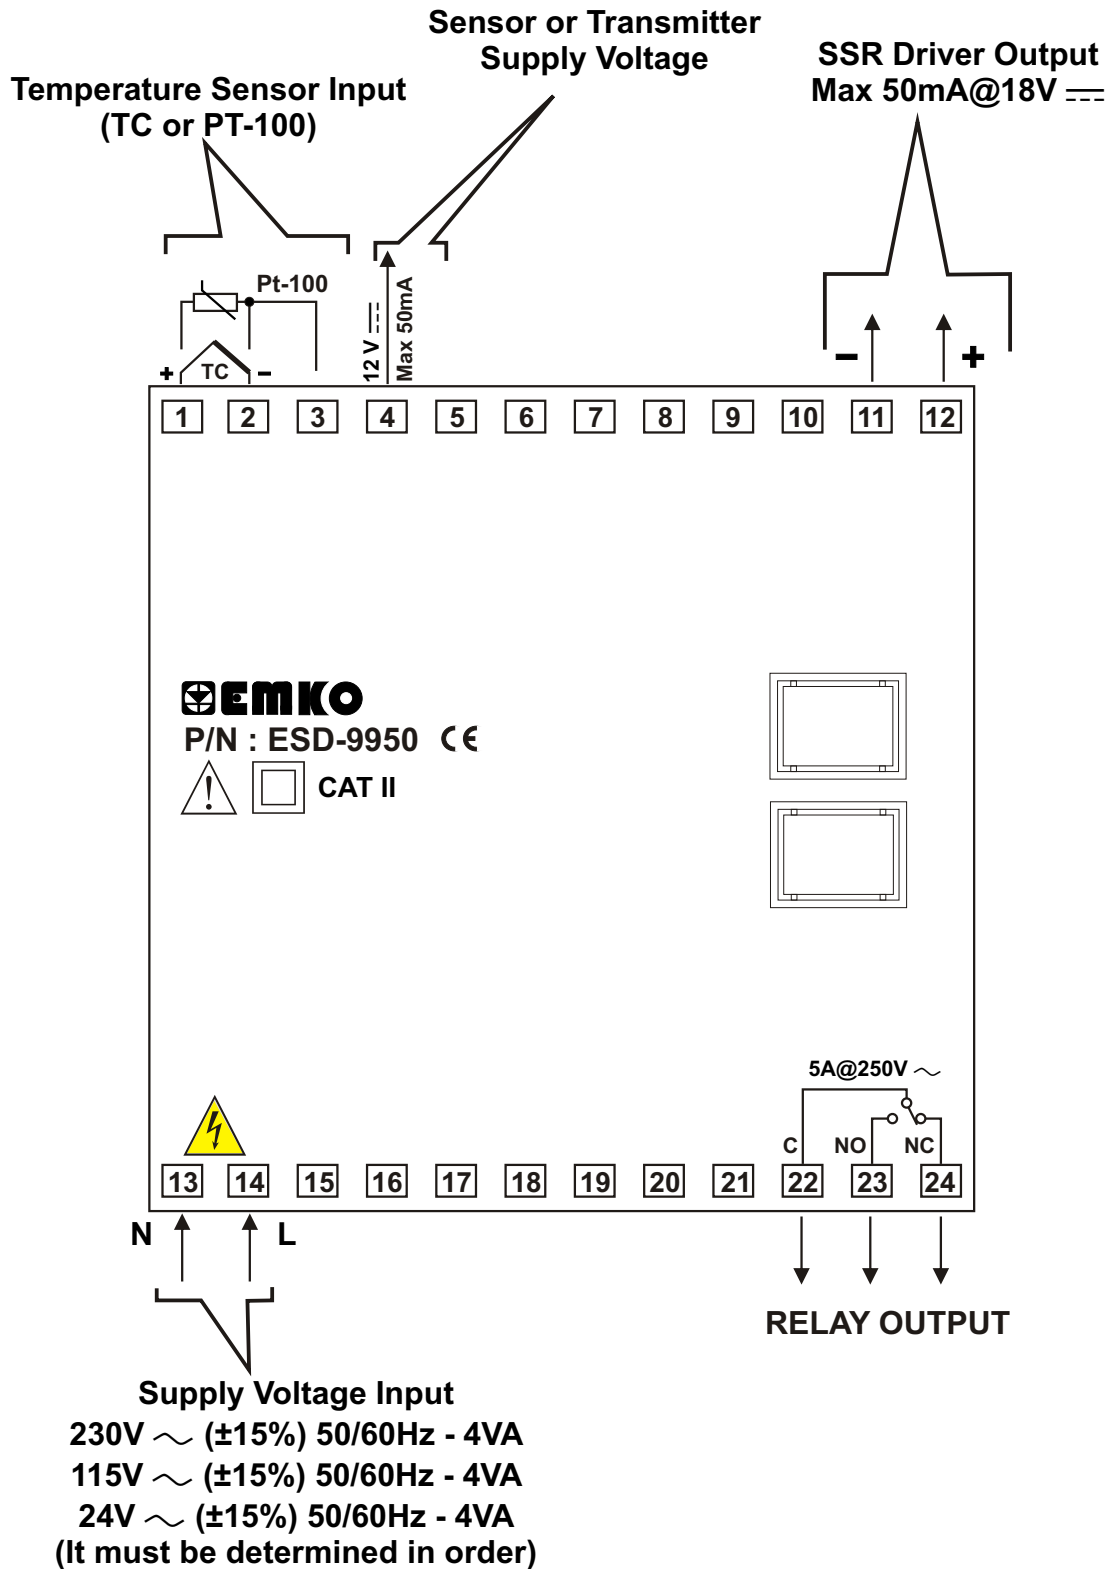 Sensor or Transmitter
Supply Voltage
SSR Driver Output
Max 50mA@18V
Temperature Sensor Input
(TC or PT-100)
Pt-100
12 V
Max 50mA
+ TC −
− +
1 2 3 4 5 6 7 8 9 10 11 12
EMKO
P/N : ESD-9950 CE
! CAT II
5A@250V ~
C NO NC
13 14 15 16 17 18 19 20 21 22 23 24
N L
RELAY OUTPUT
Supply Voltage Input
230V ~ (±15%) 50/60Hz - 4VA
115V ~ (±15%) 50/60Hz - 4VA
24V ~ (±15%) 50/60Hz - 4VA
(It must be determined in order)